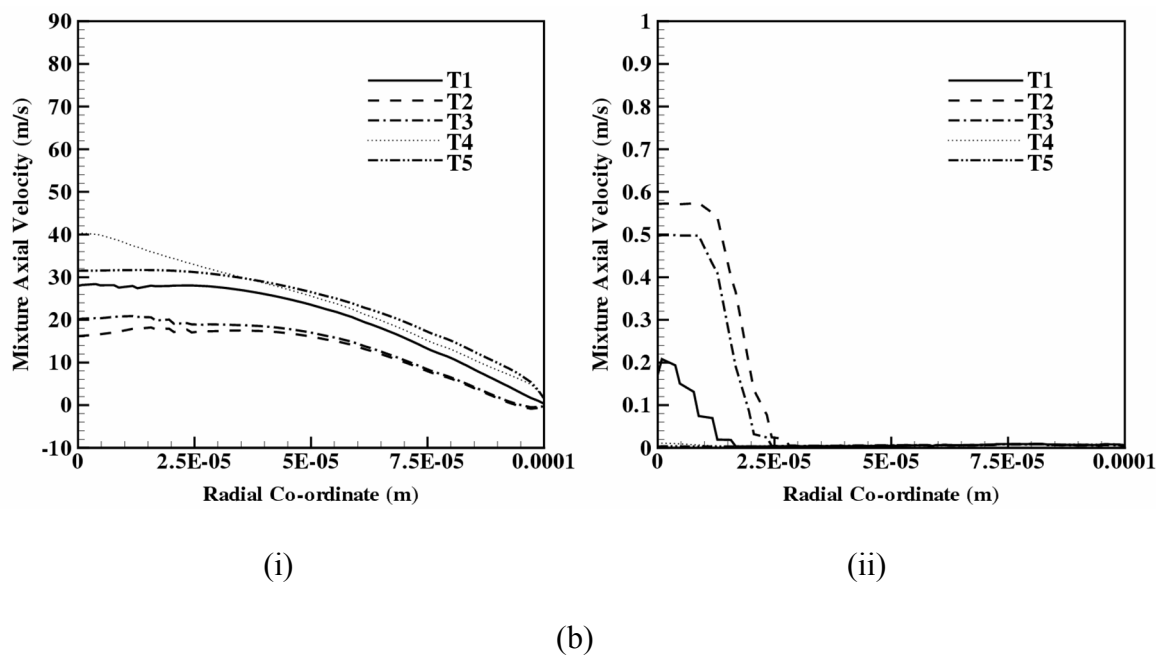 90
80
70
60
50
40
30
20
10
0
-10
Mixture Axial Velocity (m/s)
T1
T2
T3
T4
T5
0 2.5E-05 5E-05 7.5E-05 0.0001
Radial Co-ordinate (m)
1
0.9
0.8
0.7
0.6
0.5
0.4
0.3
0.2
0.1
0
Mixture Axial Velocity (m/s)
T1
T2
T3
T4
T5
0 2.5E-05 5E-05 7.5E-05 0.0001
Radial Co-ordinate (m)
(i) (ii)
(b)